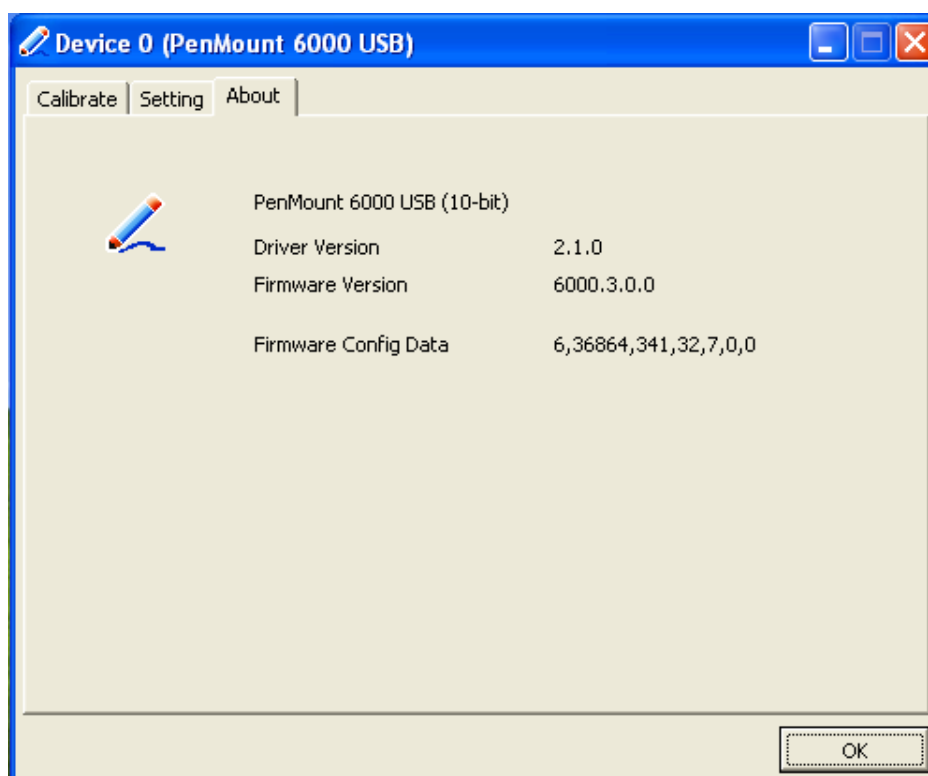 Device 0 (PenMount 6000 USB)
Calibrate Setting About
PenMount 6000 USB (10-bit)
Driver Version 2.1.0
Firmware Version 6000.3.0.0
Firmware Config Data 6,36864,341,32,7,0,0
OK